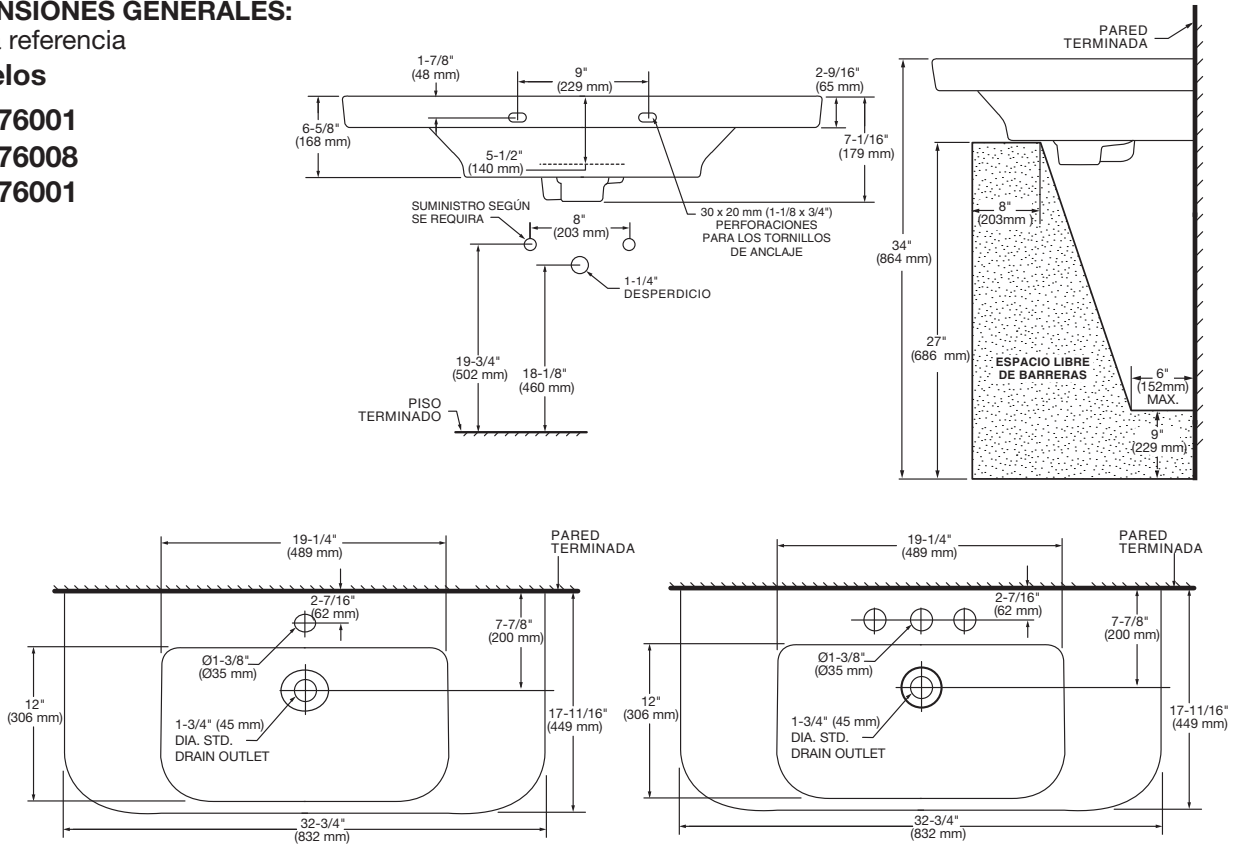 NSIONES GENERALES:
referencia
elos
76001
76008
76001
1-7/8"
(48 mm)
9"
(229 mm)
2-9/16"
(65 mm)
6-5/8"
(168 mm)
5-1/2"
(140 mm)
7-1/16"
(179 mm)
SUMINISTRO SEGÚN
SE REQUIRA
8"
(203 mm)
30 x 20 mm (1-1/8 x 3/4")
PERFORACIONES
PARA LOS TORNILLOS
DE ANCLAJE
1-1/4"
DESPERDICIO
19-3/4"
(502 mm)
18-1/8"
(460 mm)
PISO
TERMINADO
PARED
TERMINADA
8"
(203mm )
34"
(864 mm)
27"
(686 mm)
ESPACIO LIBRE
DE BARRERAS
6"
(152mm)
MAX.
9"
(229 mm)
19-1/4"
(489 mm)
PARED
TERMINADA
2-7/16"
(62 mm)
7-7/8"
(200 mm)
Ø1-3/8"
(Ø35 mm)
12"
(306 mm)
1-3/4" (45 mm)
DIA. STD.
DRAIN OUTLET
17-11/16"
(449 mm)
32-3/4"
(832 mm)
19-1/4"
(489 mm)
PARED
TERMINADA
2-7/16"
(62 mm)
7-7/8"
(200 mm)
Ø1-3/8"
(Ø35 mm)
12"
(306 mm)
1-3/4" (45 mm)
DIA. STD.
DRAIN OUTLET
17-11/16"
(449 mm)
32-3/4"
(832 mm)